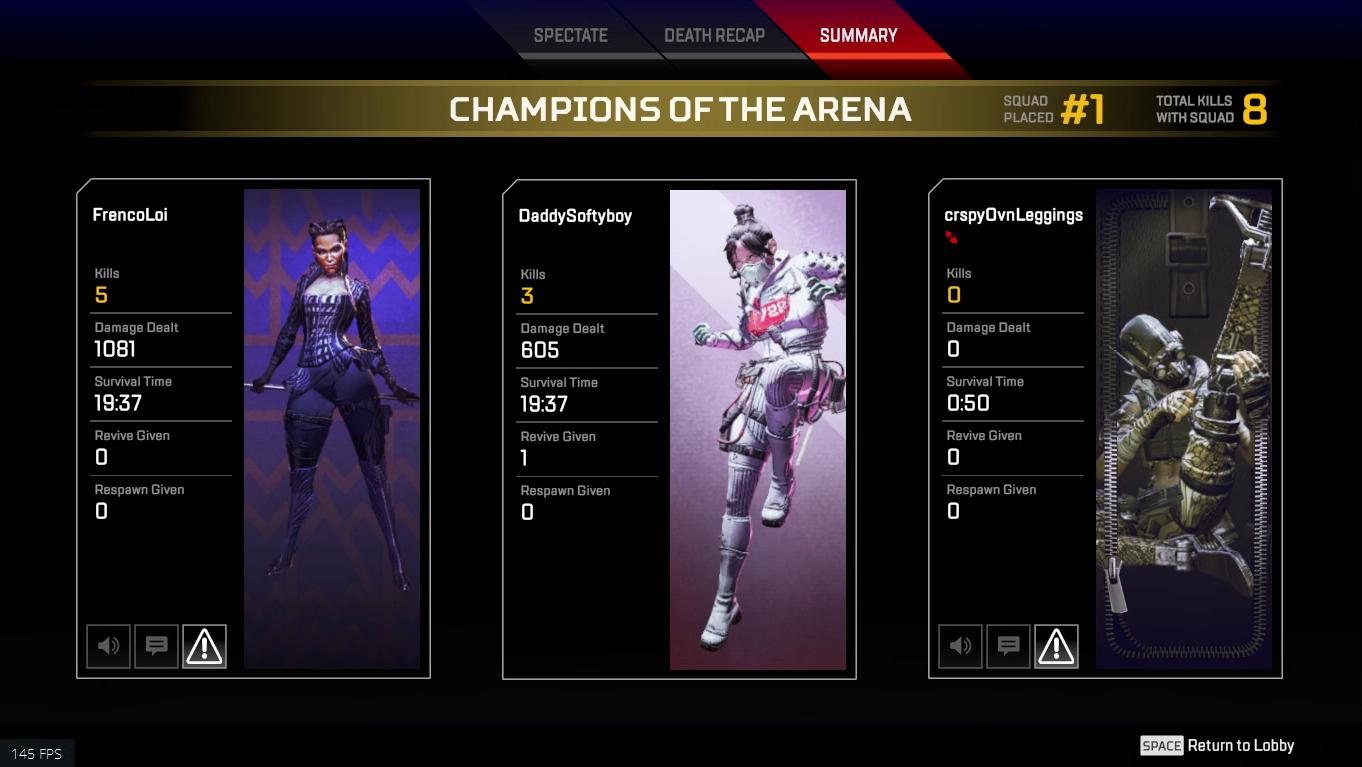 SPECTATE
DEATH RECAP
SUMMARY
CHAMPIONS OF THE ARENA
SQUAD
PLACED
#1
TOTAL KILLS
WITH SQUAD
8
FrencoLoi
Kills
5
Damage Dealt
1081
Survival Time
19:37
Revive Given
0
Respawn Given
0
DaddySoftyboy
Kills
3
Damage Dealt
605
Survival Time
19:37
Revive Given
1
Respawn Given
0
crspyOvnLeggings
Kills
0
Damage Dealt
0
Survival Time
0:50
Revive Given
0
Respawn Given
0
145 FPS
SPACE Return to Lobby